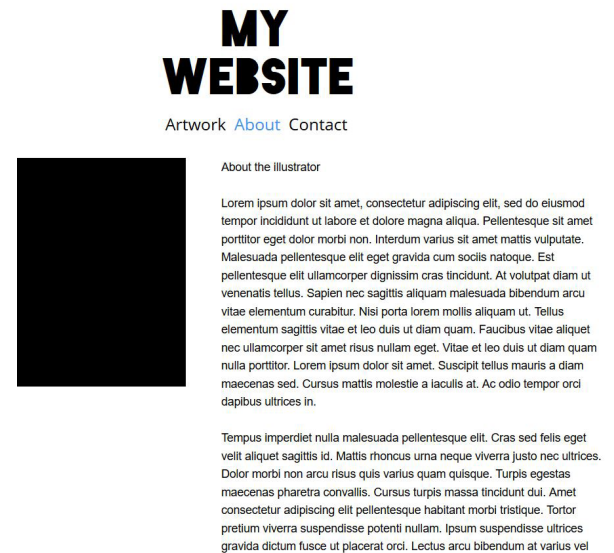 MY
WEBSITE
Artwork About Contact
About the illustrator
Lorem ipsum dolor sit amet, consectetur adipiscing elit, sed do eiusmod
tempor incididunt ut labore et dolore magna aliqua. Pellentesque sit amet
porttitor eget dolor morbi non. Interdum varius sit amet mattis vulputate.
Malesuada pellentesque elit eget gravida cum sociis natoque. Est
pellentesque elit ullamcorper dignissim cras tincidunt. At volutpat diam ut
venenatis tellus. Sapien nec sagittis aliquam malesuada bibendum arcu
vitae elementum curabitur. Nisi porta lorem mollis aliquam ut. Tellus
elementum sagittis vitae et leo duis ut diam quam. Faucibus vitae aliquet
nec ullamcorper sit amet risus nullam eget. Vitae et leo duis ut diam quam
nulla porttitor. Lorem ipsum dolor sit amet. Suscipit tellus mauris a diam
maecenas sed. Cursus mattis molestie a iaculis at. Ac odio tempor orci
dapibus ultrices in.
Tempus imperdiet nulla malesuada pellentesque elit. Cras sed felis eget
velit aliquet sagittis id. Mattis rhoncus urna neque viverra justo nec ultrices.
Dolor morbi non arcu risus quis varius quam quisque. Turpis egestas
maecenas pharetra convallis. Cursus turpis massa tincidunt dui. Amet
consectetur adipiscing elit pellentesque habitant morbi tristique. Tortor
pretium viverra suspendisse potenti nullam. Ipsum suspendisse ultrices
gravida dictum fusce ut placerat orci. Lectus arcu bibendum at varius vel